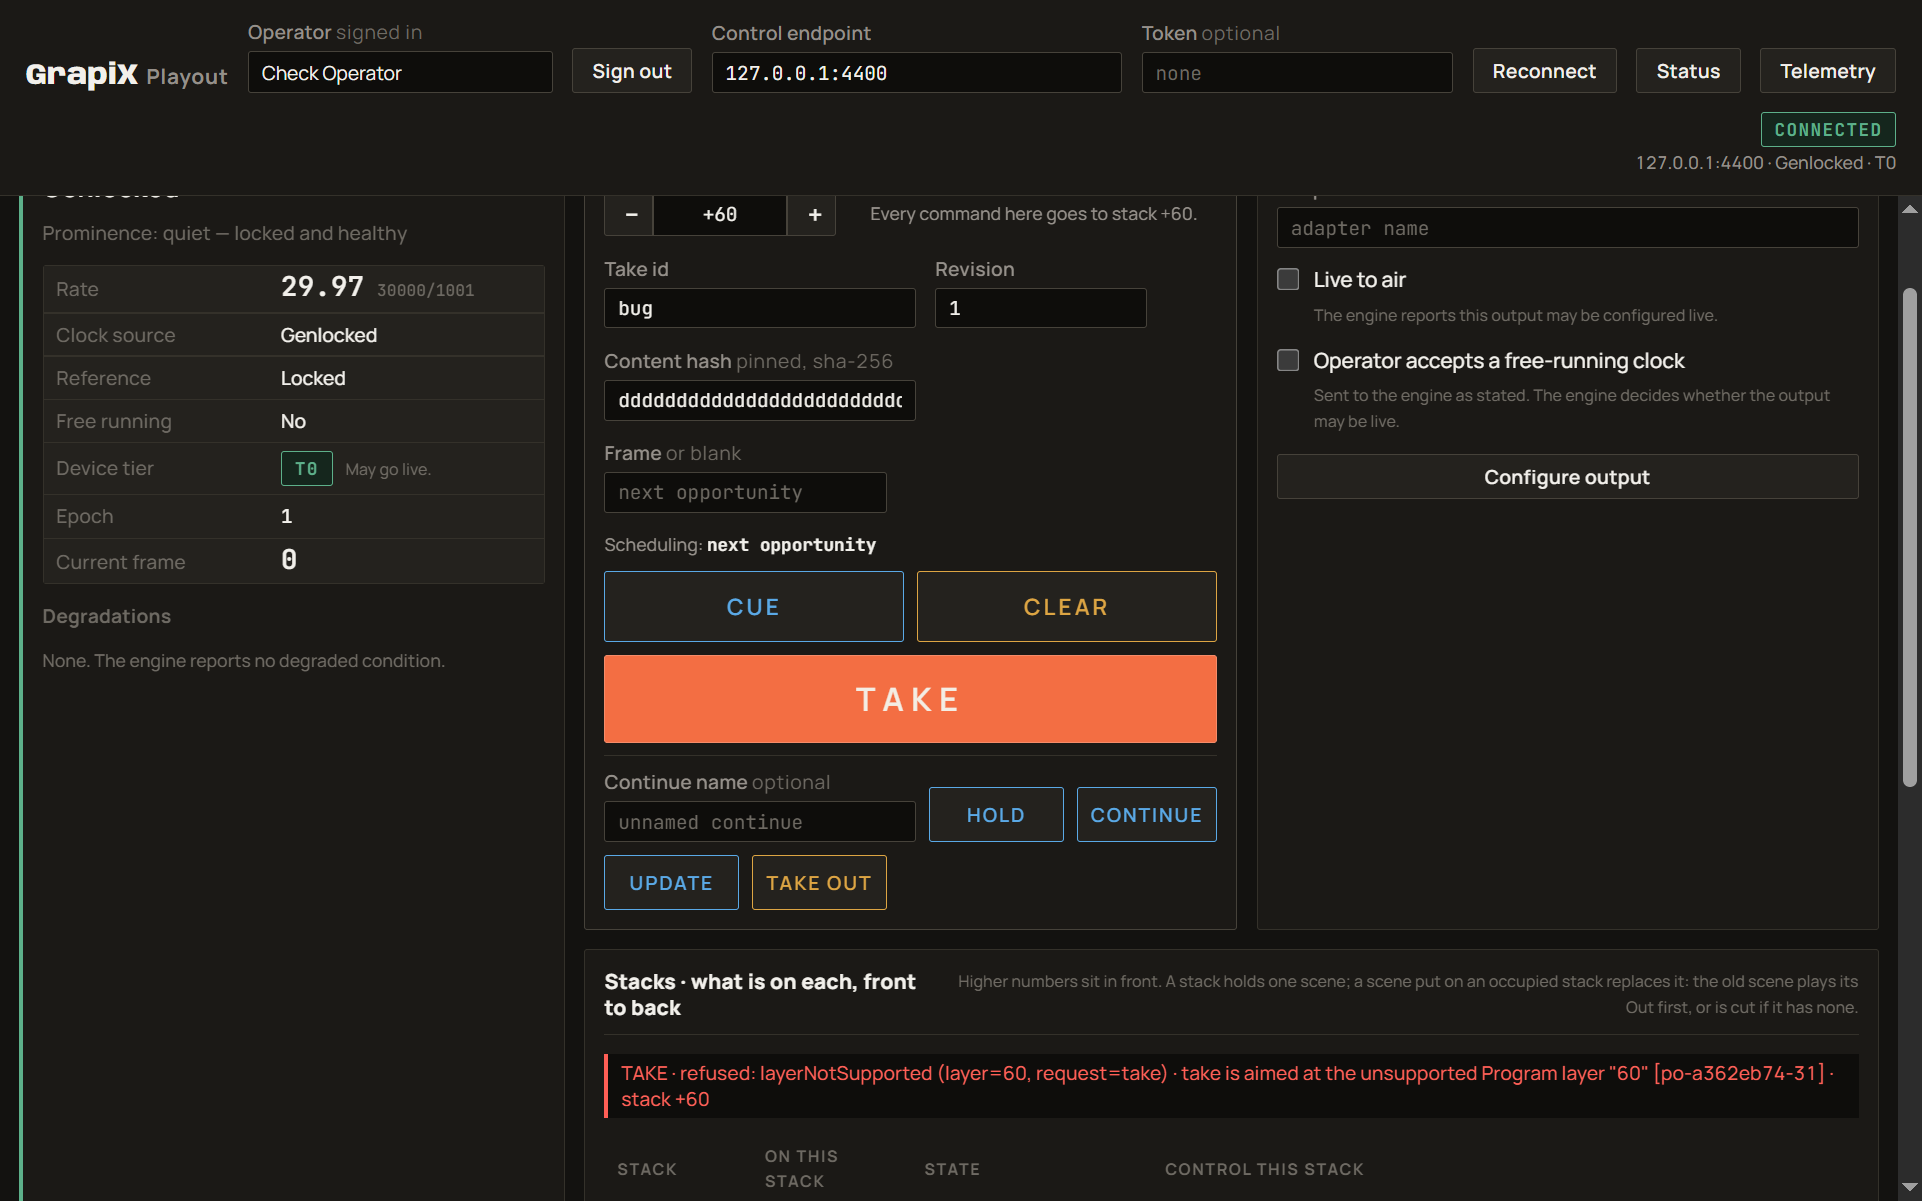 GrapiX Playout
Operator signed in
Check Operator
Sign out
Control endpoint
127.0.0.1:4400
Token optional
none
Reconnect
Status
Telemetry
CONNECTED
127.0.0.1:4400 · Genlocked · T0
Prominence: quiet — locked and healthy
Rate 29.97 30000/1001
Clock source Genlocked
Reference Locked
Free running No
Device tier T0 May go live.
Epoch 1
Current frame 0
Degradations
None. The engine reports no degraded condition.
− +60 + Every command here goes to stack +60.
Take id
bug
Revision
1
Content hash pinned, sha-256
Frame or blank
next opportunity
Scheduling: next opportunity
CUE
CLEAR
TAKE
Continue name optional
unnamed continue
HOLD
CONTINUE
UPDATE
TAKE OUT
adapter name
Live to air
The engine reports this output may be configured live.
Operator accepts a free-running clock
Sent to the engine as stated. The engine decides whether the output
may be live.
Configure output
Stacks · what is on each, front
to back
Higher numbers sit in front. A stack holds one scene; a scene put on an occupied stack replaces it: the old scene plays its
Out first, or is cut if it has none.
TAKE · refused: layerNotSupported (layer=60, request=take) · take is aimed at the unsupported Program layer "60" [po-a362eb74-31] ·
stack +60
STACK
ON THIS
STACK
STATE
CONTROL THIS STACK